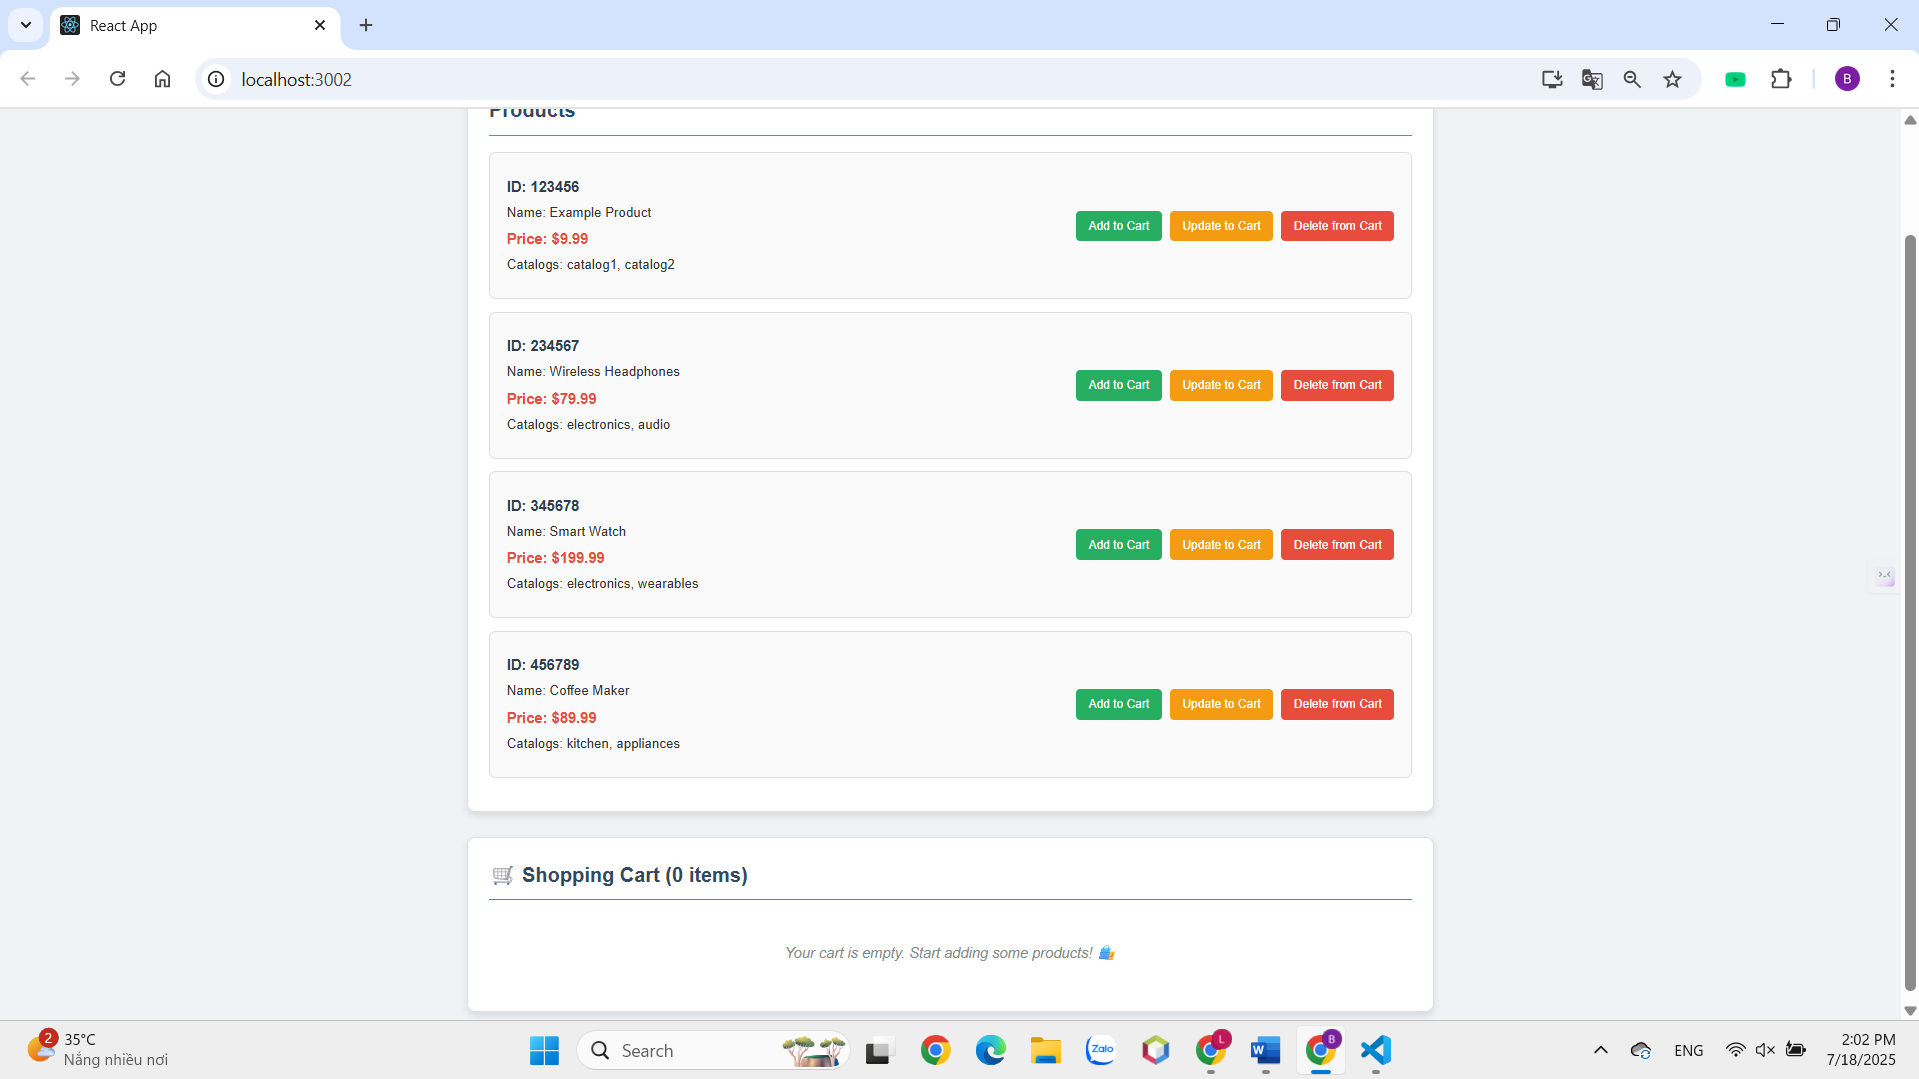 React App
localhost:3002
B
Products
ID: 123456
Name: Example Product
Price: $9.99
Catalogs: catalog1, catalog2
Add to Cart Update to Cart Delete from Cart
ID: 234567
Name: Wireless Headphones
Price: $79.99
Catalogs: electronics, audio
Add to Cart Update to Cart Delete from Cart
ID: 345678
Name: Smart Watch
Price: $199.99
Catalogs: electronics, wearables
Add to Cart Update to Cart Delete from Cart
ID: 456789
Name: Coffee Maker
Price: $89.99
Catalogs: kitchen, appliances
Add to Cart Update to Cart Delete from Cart
Shopping Cart (0 items)
Your cart is empty. Start adding some products!
2
35°C
Nắng nhiều nơi
Search
Zalo
L
W
B
ENG
2:02 PM
7/18/2025